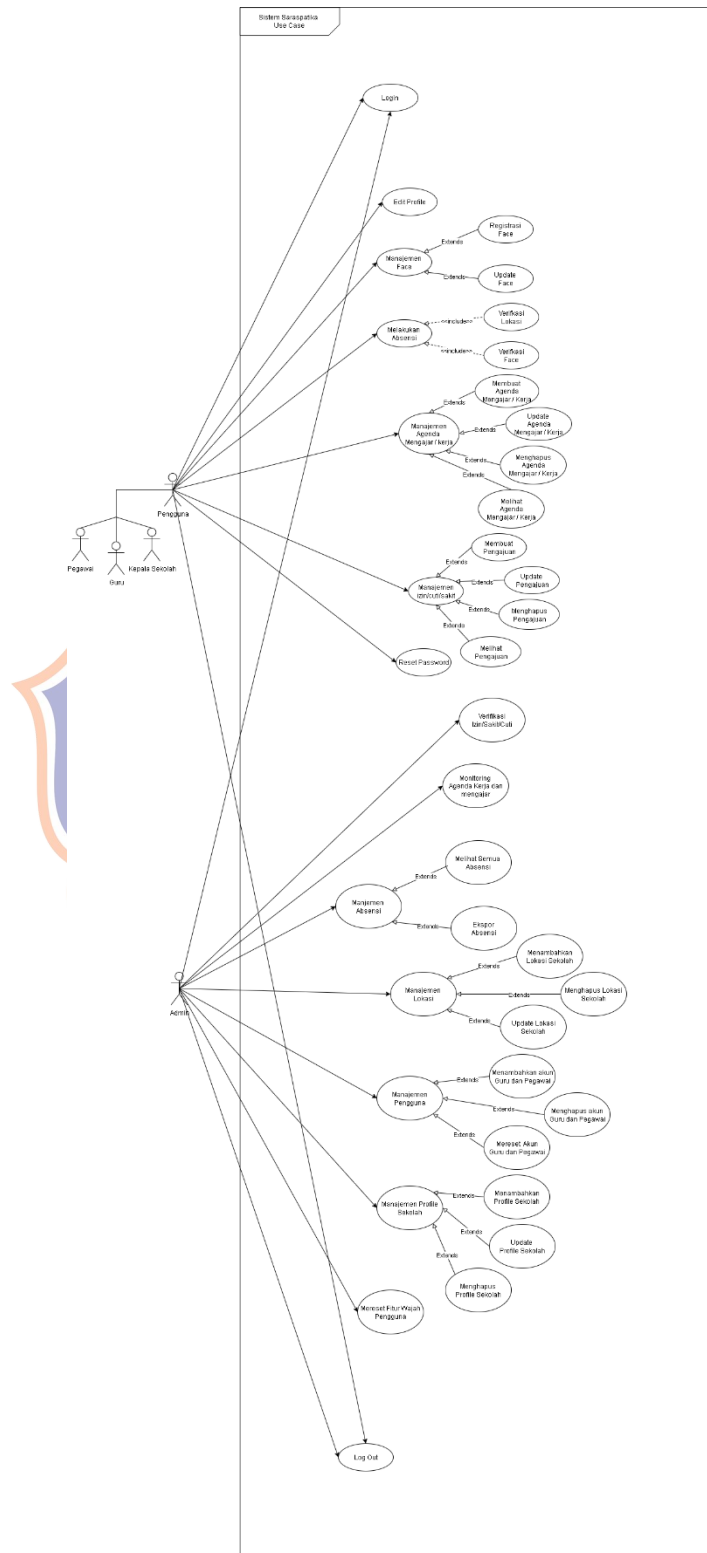 Sistem Saraspatika
Use Case
Login
Edit Profile
Manajemen
Face
Extends
Registrasi
Face
Extends
Update
Face
Melakukan
Absensi
<<include>>
Verifikasi
Lokasi
<<include>>
Verifikasi
Face
Manajemen
Agenda
Mengajar / kerja
Extends
Membuat
Agenda
Mengajar / Kerja
Extends
Update
Agenda
Mengajar / Kerja
Extends
Menghapus
Agenda
Mengajar / Kerja
Extends
Melihat
Agenda
Mengajar / Kerja
Pengguna
Pegawai
Guru
Kepala Sekolah
Manajemen
Izin/cuti/sakit
Extends
Membuat
Pengajuan
Extends
Update
Pengajuan
Extends
Menghapus
Pengajuan
Extends
Melihat
Pengajuan
Reset Password
Verifikasi
Izin/Sakit/Cuti
Monitoring
Agenda Kerja dan
mengajar
Manjemen
Absensi
Extends
Melihat Semua
Absensi
Extends
Ekspor
Absensi
Admin
Manajemen
Lokasi
Extends
Menambahkan
Lokasi Sekolah
Extends
Menghapus Lokasi
Sekolah
Extends
Update Lokasi
Sekolah
Manajemen
Pengguna
Extends
Menambahkan akun
Guru dan Pegawai
Extends
Menghapus akun
Guru dan Pegawai
Extends
Mereset Akun
Guru dan Pegawai
Manajemen Profile
Sekolah
Extends
Manambahkan
Profile Sekolah
Extends
Update
Profile Sekolah
Extends
Menghapus
Profile Sekolah
Mereset Fitur Wajah
Pengguna
Log Out